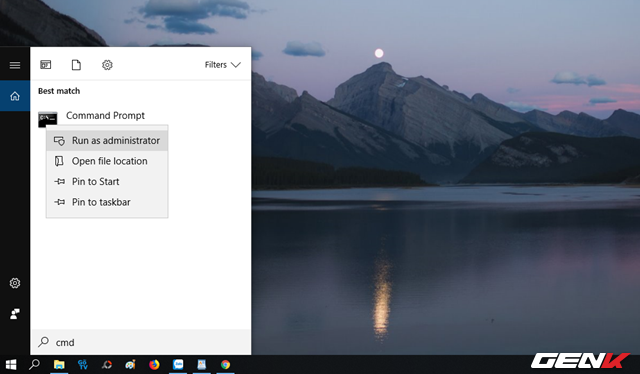 Filters
Best match
Command Prompt
Run as administrator
Open file location
Pin to Start
Pin to taskbar
cmd
GENK